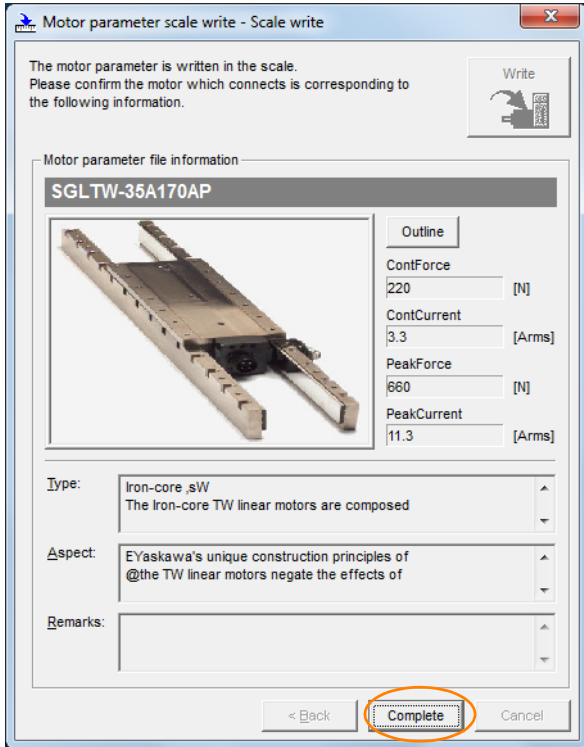 Motor parameter scale write - Scale write
The motor parameter is written in the scale.
Please confirm the motor which connects is corresponding to
the following information.
Write
Motor parameter file information
SGLTW-35A170AP
Outline
ContForce
220 [N]
ContCurrent
3.3 [Arms]
PeakForce
660 [N]
PeakCurrent
11.3 [Arms]
Type:
Iron-core ,sW
The Iron-core TW linear motors are composed
Aspect:
EYaskawa's unique construction principles of
@the TW linear motors negate the effects of
Remarks:
< Back Complete Cancel